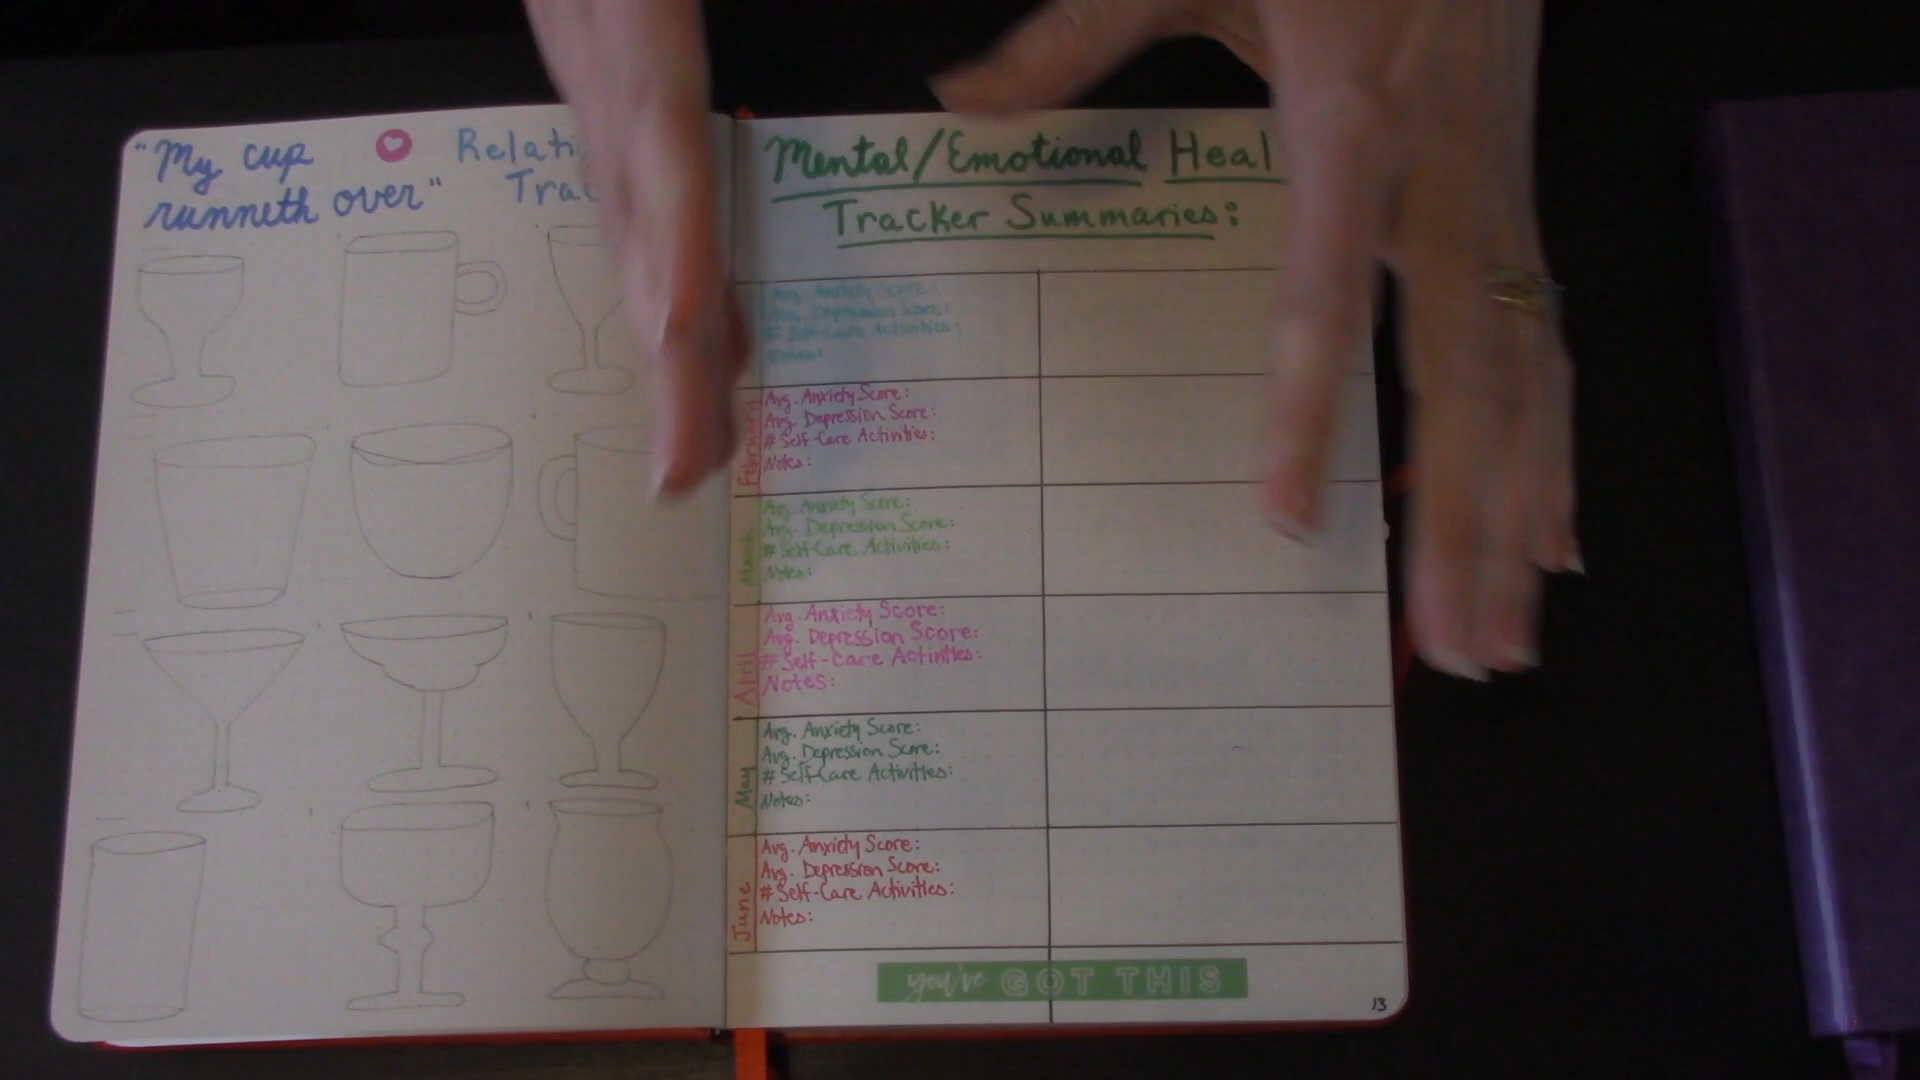 "My cup
runneth over"
Mental/Emotional
Tracker Summaries:
Avg. Anxiety Score:
Avg. Depression Score:
# Self-Care Activities:
Notes:
February
Avg. Anxiety Score:
Avg. Depression Score:
# Self-Care Activities:
Notes:
March
Avg. Anxiety Score:
Avg. Depression Score:
# Self-Care Activities:
Notes:
April
Avg. Anxiety Score:
Avg. Depression Score:
# Self-Care Activities:
Notes:
May
Avg. Anxiety Score:
Avg. Depression Score:
# Self-Care Activities:
Notes:
June
Avg. Anxiety Score:
Avg. Depression Score:
# Self-Care Activities:
Notes:
you've GOT THIS
13